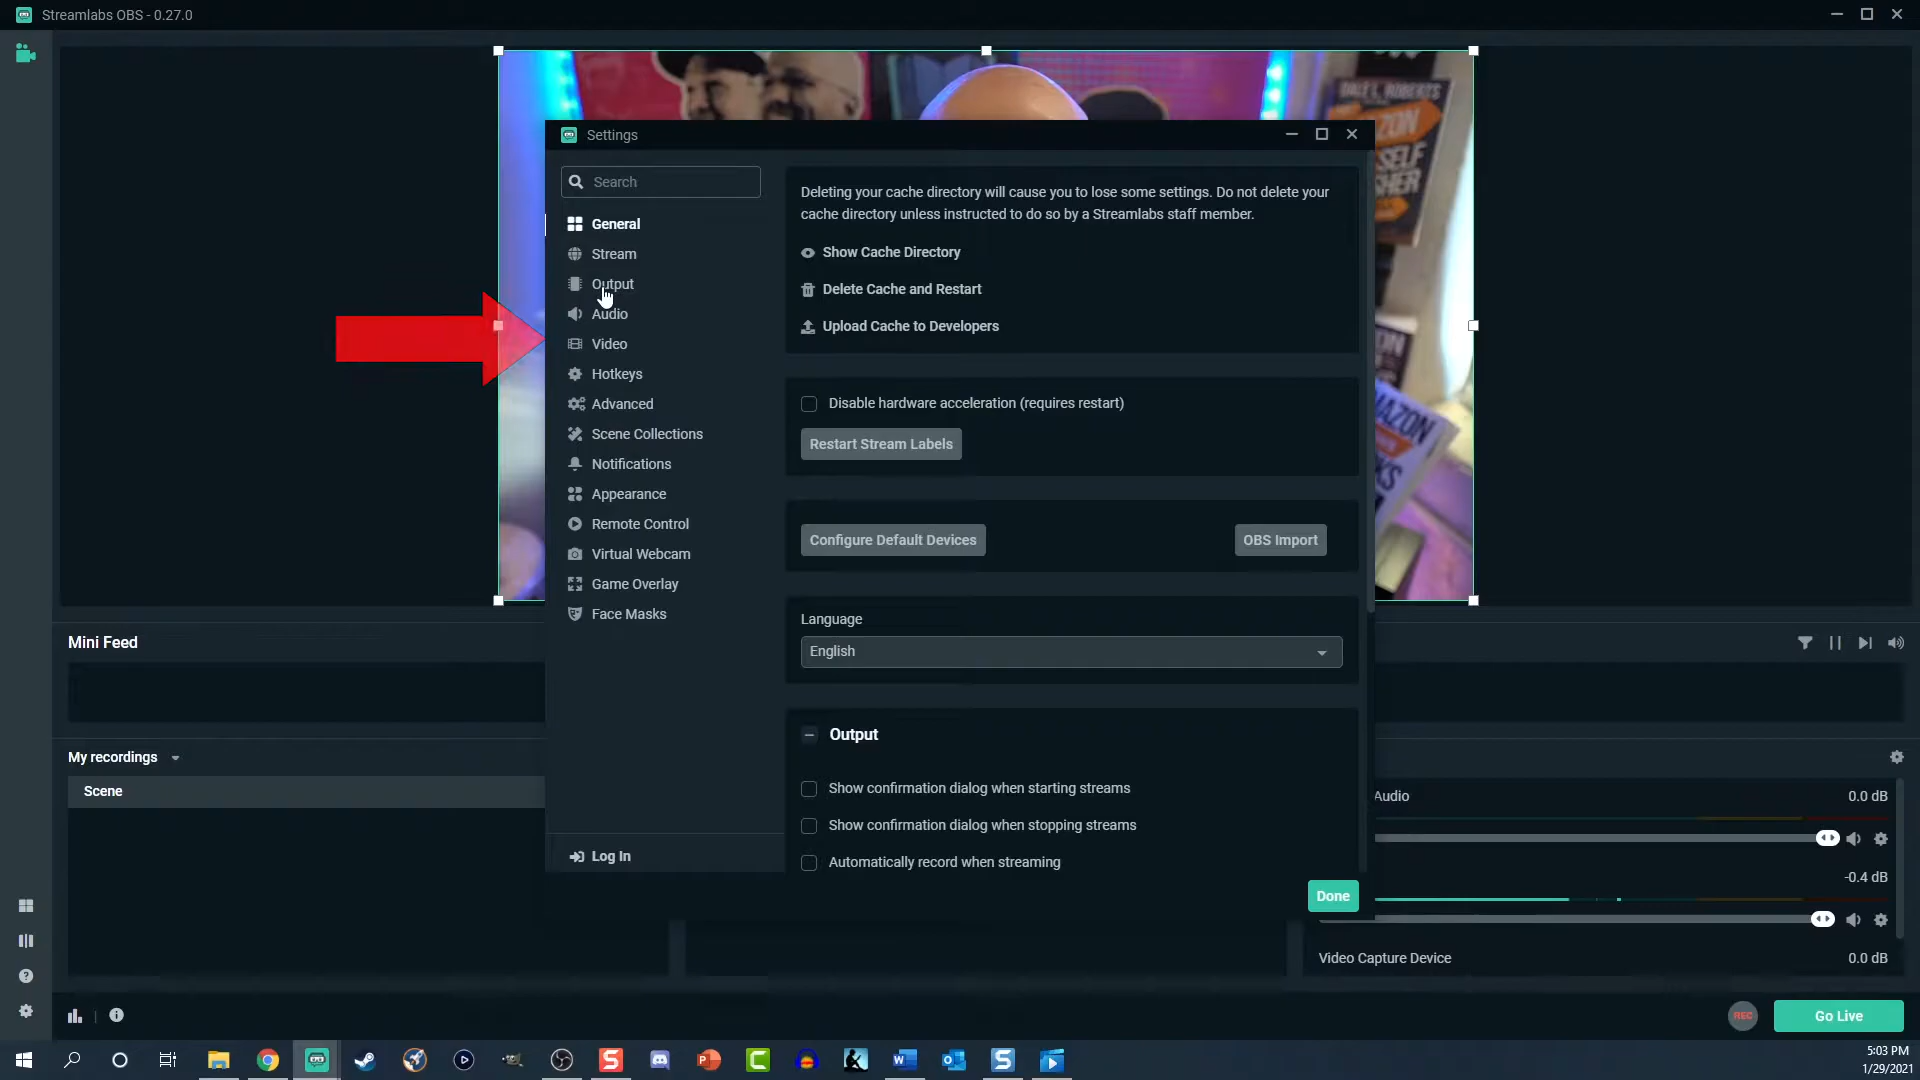 Streamlabs OBS - 0.27.0
DALE L. ROBERTS
AMAZON
SELF
Settings
Search
General
Stream
Output
Audio
Video
Hotkeys
Advanced
Scene Collections
Notifications
Appearance
Remote Control
Virtual Webcam
Game Overlay
Face Masks
Log In
Deleting your cache directory will cause you to lose some settings. Do not delete your
cache directory unless instructed to do so by a Streamlabs staff member.
Show Cache Directory
Delete Cache and Restart
Upload Cache to Developers
Disable hardware acceleration (requires restart)
Restart Stream Labels
Configure Default Devices
OBS Import
Language
English
Output
Show confirmation dialog when starting streams
Show confirmation dialog when stopping streams
Automatically record when streaming
Done
Mini Feed
My recordings
Scene
Audio
0.0 dB
-0.4 dB
Video Capture Device
0.0 dB
REC
Go Live
5:03 PM
1/29/2021